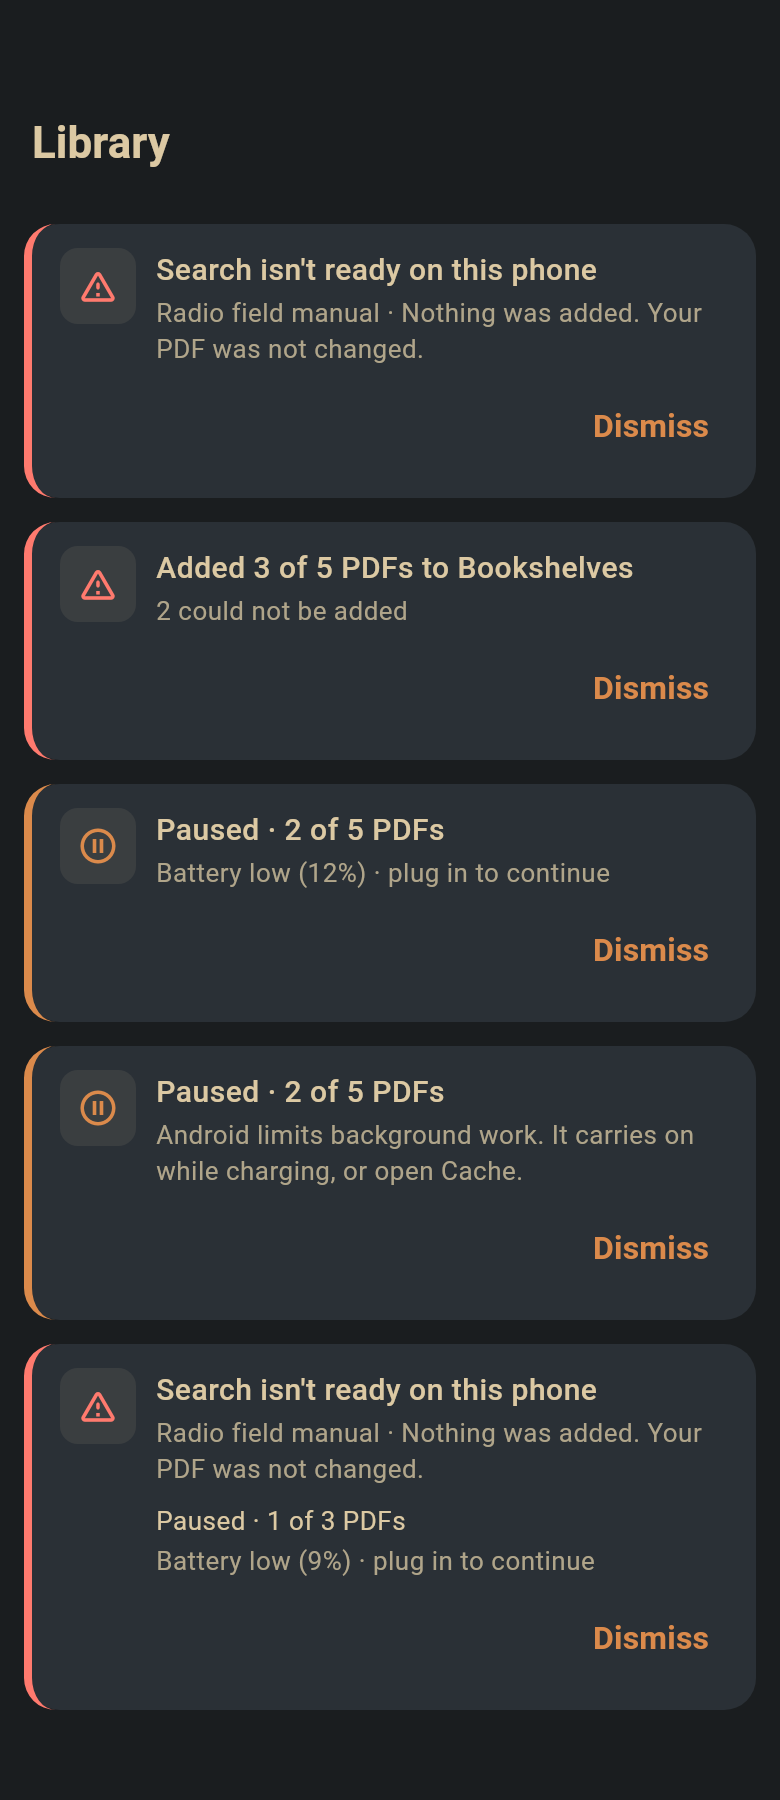 Library
Search isn't ready on this phone
Radio field manual · Nothing was added. Your
PDF was not changed.
Dismiss
Added 3 of 5 PDFs to Bookshelves
2 could not be added
Dismiss
Paused · 2 of 5 PDFs
Battery low (12%) · plug in to continue
Dismiss
Paused · 2 of 5 PDFs
Android limits background work. It carries on
while charging, or open Cache.
Dismiss
Search isn't ready on this phone
Radio field manual · Nothing was added. Your
PDF was not changed.
Paused · 1 of 3 PDFs
Battery low (9%) · plug in to continue
Dismiss